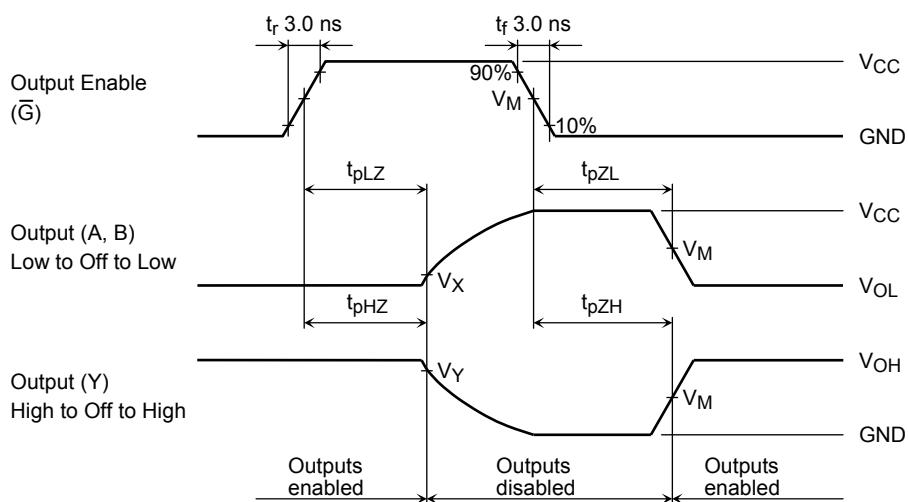 tr 3.0 ns
tf 3.0 ns
Output Enable
(G̅)
90%
VM
10%
VCC
GND
tpLZ
tpZL
Output (A, B)
Low to Off to Low
VX
VM
VCC
VOL
tpHZ
tpZH
Output (Y)
High to Off to High
VY
VM
VOH
GND
Outputs
enabled
Outputs
disabled
Outputs
enabled